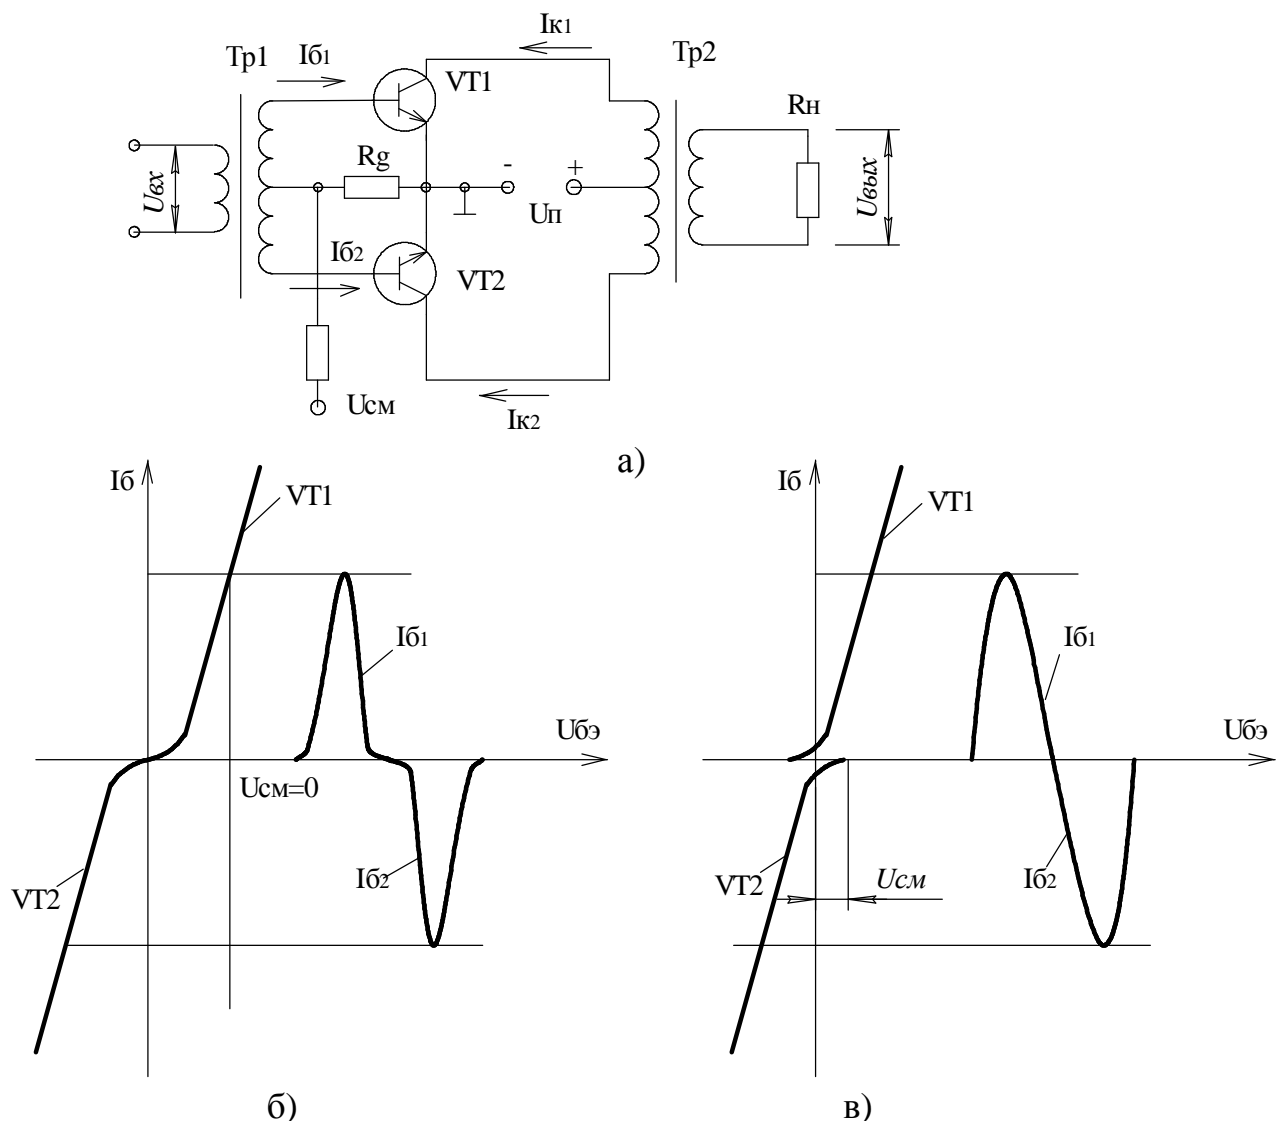 Iк1
Тр1
Iб1
VT1
Тр2
Rн
Uвх
Rg
-
+
Uп
Uвых
Iб2
VT2
Uсм
Iк2
а)
Iб
VT1
Iб1
Uбэ
Uсм=0
VT2
Iб2
б)
Iб
VT1
Iб1
Uбэ
VT2
Uсм
Iб2
в)